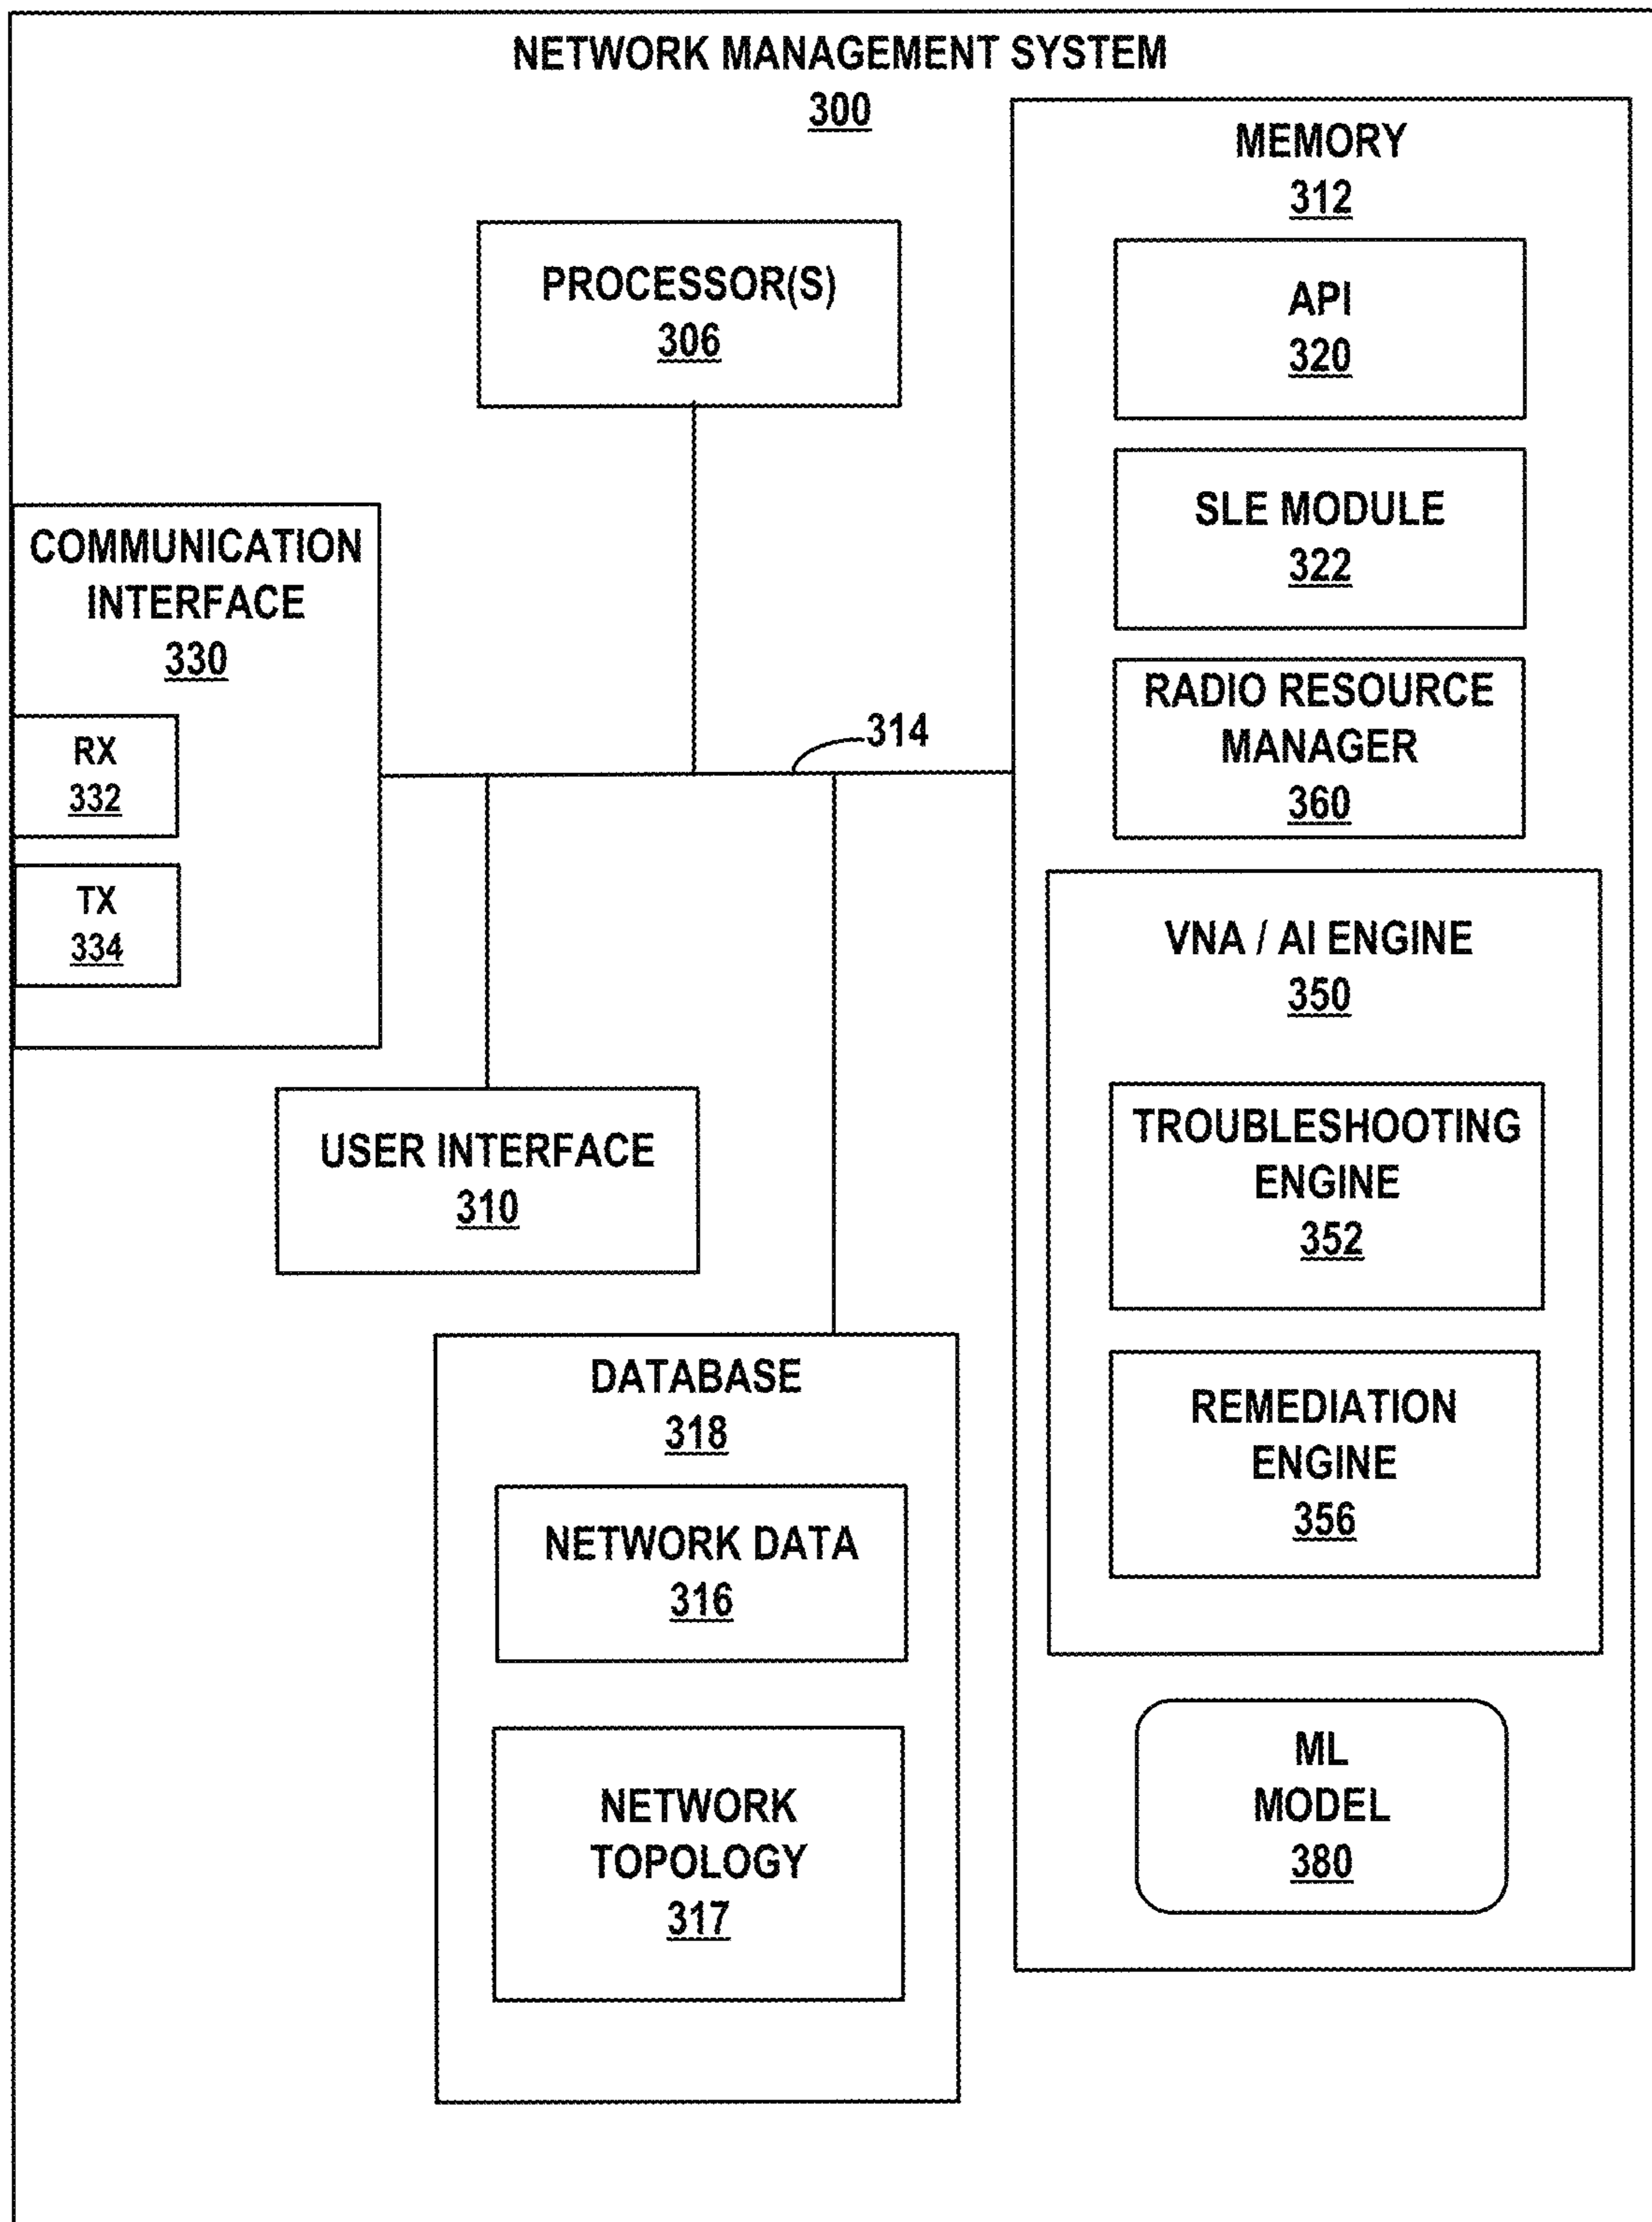 NETWORK MANAGEMENT SYSTEM
300
PROCESSOR(S)
306
COMMUNICATION
INTERFACE
330
RX
332
TX
334
314
USER INTERFACE
310
DATABASE
318
NETWORK DATA
316
NETWORK
TOPOLOGY
317
MEMORY
312
API
320
SLE MODULE
322
RADIO RESOURCE
MANAGER
360
VNA / AI ENGINE
350
TROUBLESHOOTING
ENGINE
352
REMEDIATION
ENGINE
356
ML
MODEL
380